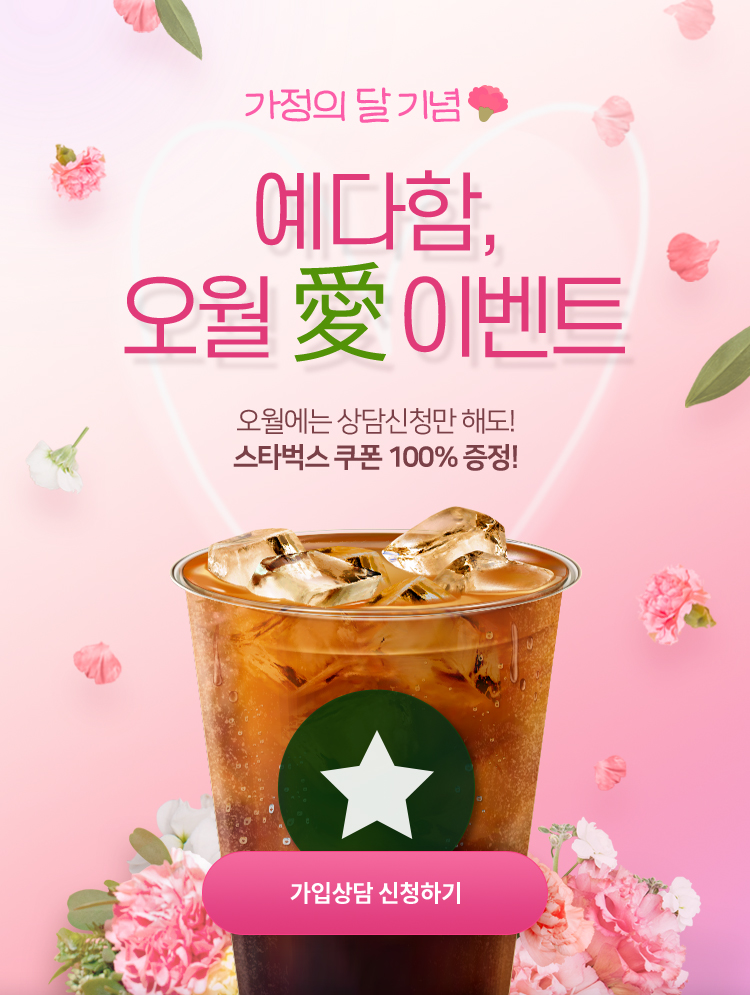 가정의 달 기념
예다함,
오월 愛 이벤트
오월에는 상담신청만 해도!
스타벅스 쿠폰 100% 증정!
가입상담 신청하기